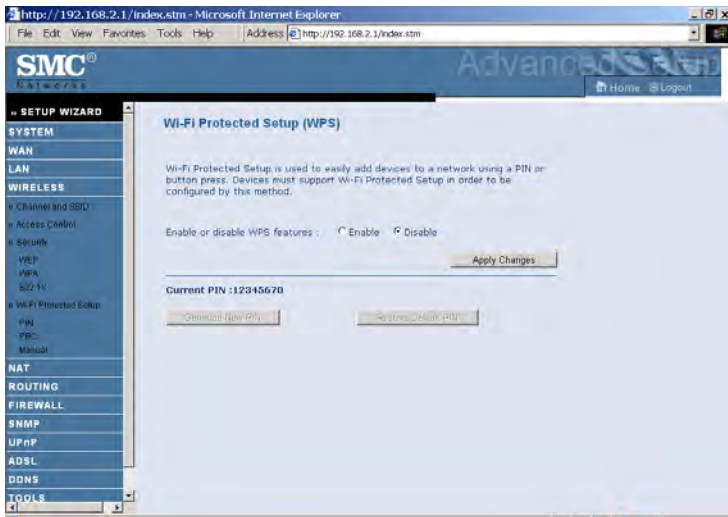 http://192.168.2.1/index.stm - Microsoft Internet Explorer
File Edit View Favorites Tools Help Address http://192.168.2.1/index.stm
SMC®
Networks
Advanced Setup
Home Logout
» SETUP WIZARD
SYSTEM
WAN
LAN
WIRELESS
» Channel and SSID
» Access Control
» Security
WEP
WPA
802.1X
» Wi-Fi Protected Setup
PIN
PBC
Manual
NAT
ROUTING
FIREWALL
SNMP
UPnP
ADSL
DDNS
TOOLS
Wi-Fi Protected Setup (WPS)
Wi-Fi Protected Setup is used to easily add devices to a network using a PIN or
button press. Devices must support Wi-Fi Protected Setup in order to be
configured by this method.
Enable or disable WPS features : Enable Disable
Apply Changes
Current PIN :12345670
Generate New PIN Restore Default PIN